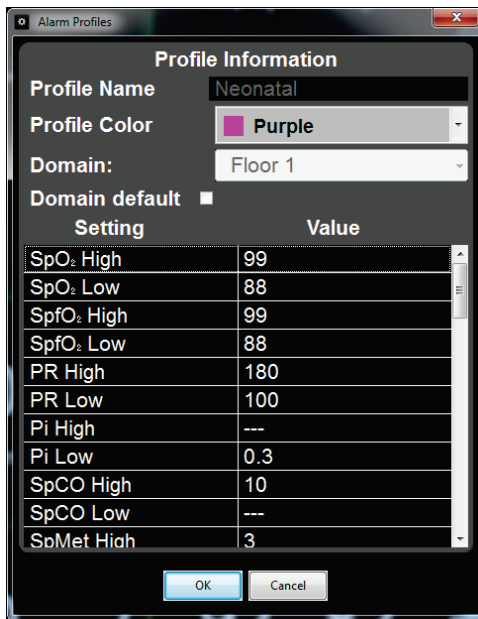 Alarm Profiles
Profile Information
Profile Name Neonatal
Profile Color Purple
Domain: Floor 1
Domain default
Setting Value
SpO₂ High 99
SpO₂ Low 88
SpfO₂ High 99
SpfO₂ Low 88
PR High 180
PR Low 100
Pi High ---
Pi Low 0.3
SpCO High 10
SpCO Low ---
SpMet High 3
OK Cancel